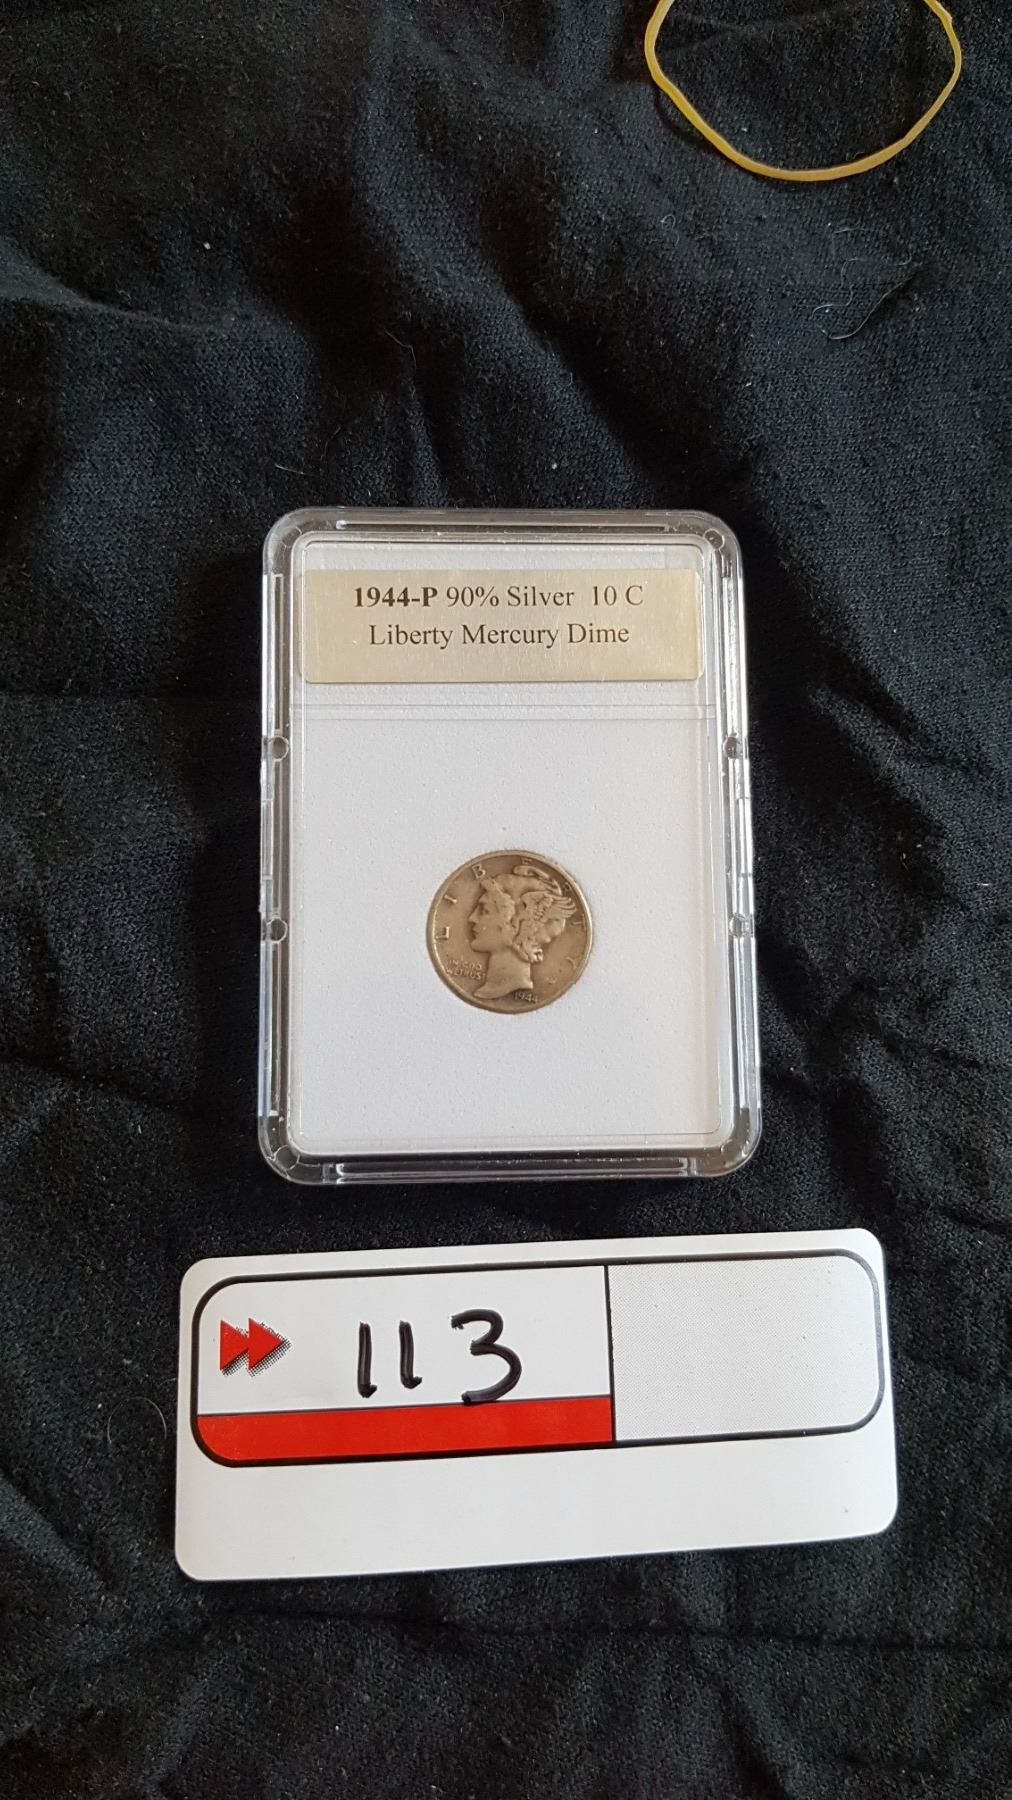 1944-P 90% Silver 10 C
Liberty Mercury Dime
LIBERTY
IN GOD
WE TRUST
1944
113